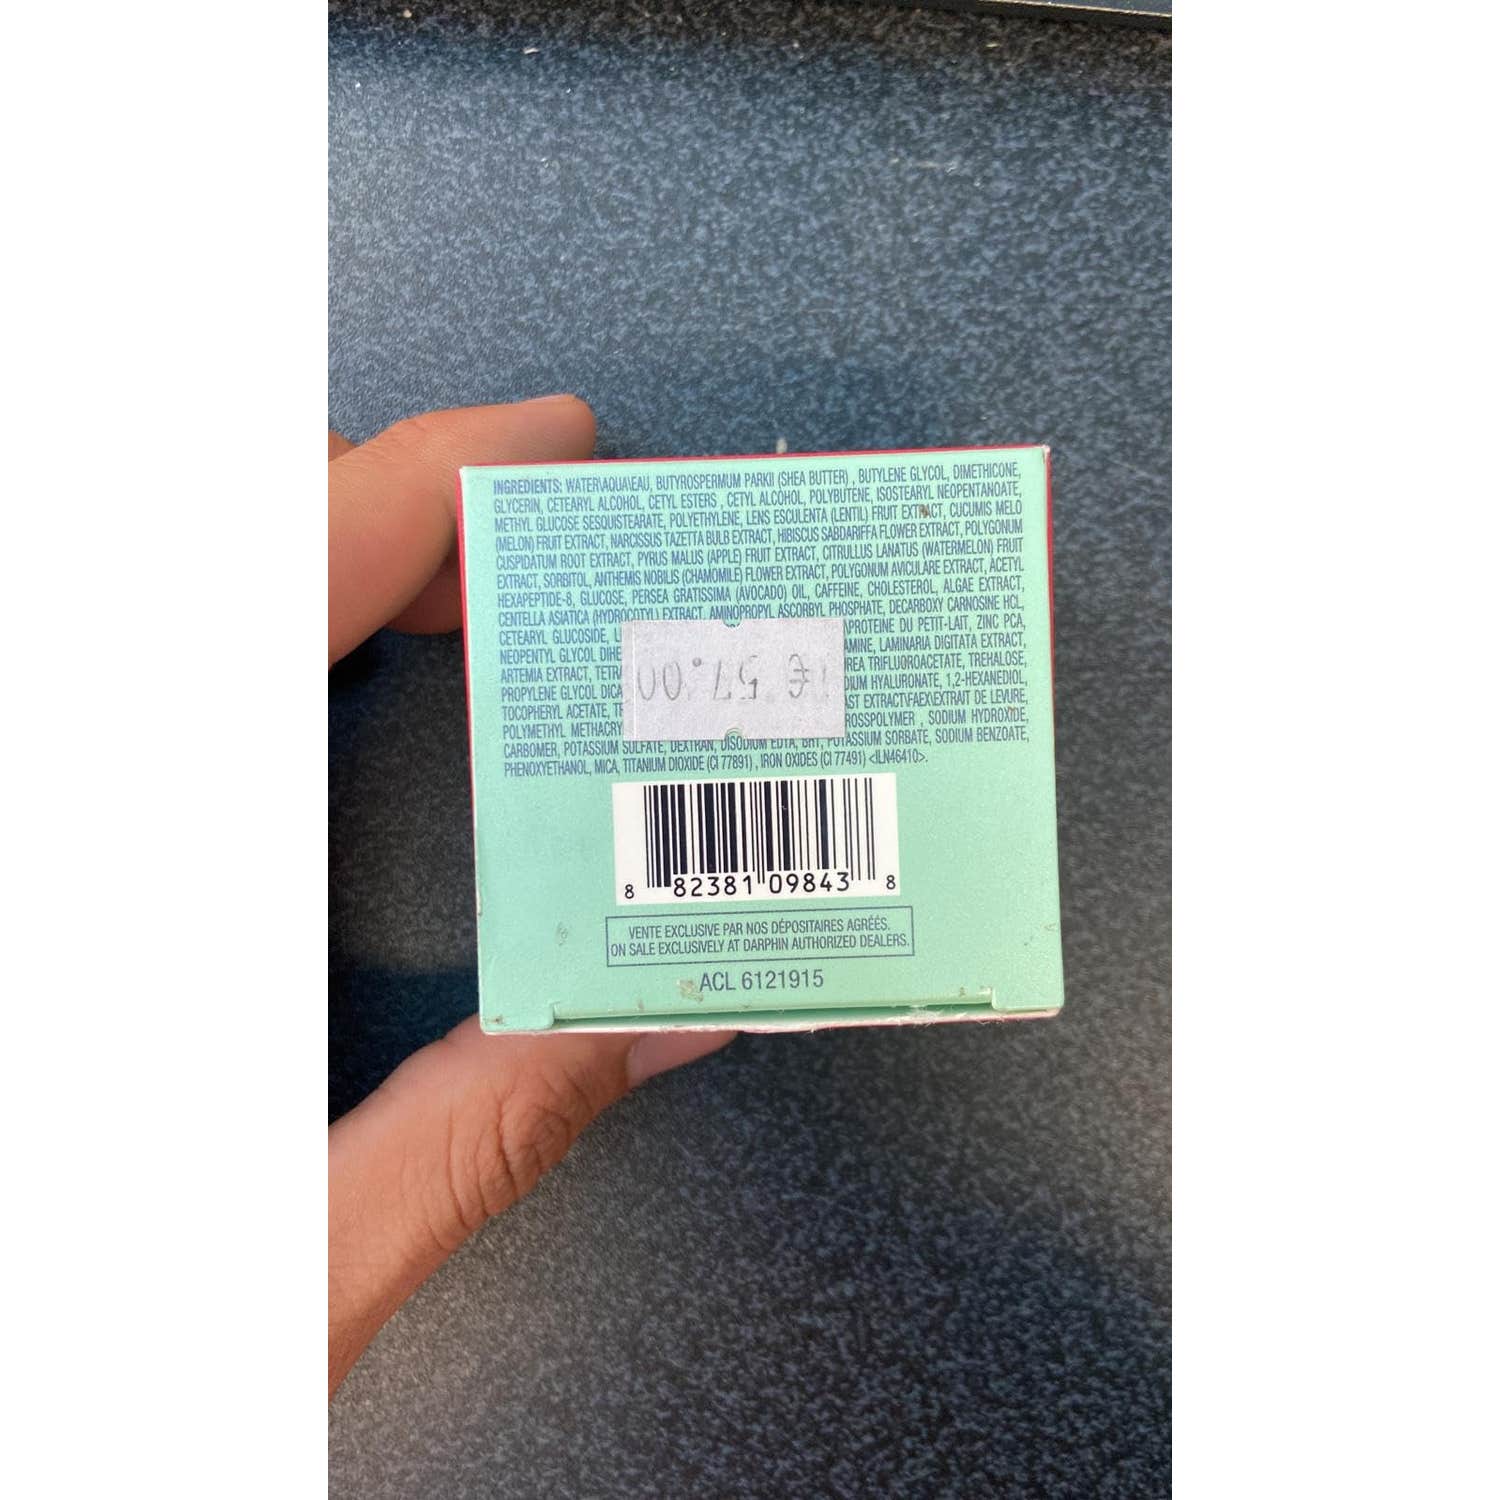 INGREDIENTS: WATER\AQUA\EAU, BUTYROSPERMUM PARKII (SHEA BUTTER) , BUTYLENE GLYCOL, DIMETHICONE,
GLYCERIN, CETEARYL ALCOHOL, CETYL ESTERS , CETYL ALCOHOL, POLYBUTENE, ISOSTEARYL NEOPENTANOATE,
METHYL GLUCOSE SESQUISTEARATE, POLYETHYLENE, LENS ESCULENTA (LENTIL) FRUIT EXTRACT, CUCUMIS MELO
(MELON) FRUIT EXTRACT, NARCISSUS TAZETTA BULB EXTRACT, HIBISCUS SABDARIFFA FLOWER EXTRACT, POLYGONUM
CUSPIDATUM ROOT EXTRACT, PYRUS MALUS (APPLE) FRUIT EXTRACT, CITRULLUS LANATUS (WATERMELON) FRUIT
EXTRACT, SORBITOL, ANTHEMIS NOBILIS (CHAMOMILE) FLOWER EXTRACT, POLYGONUM AVICULARE EXTRACT, ACETYL
HEXAPEPTIDE-8, GLUCOSE, PERSEA GRATISSIMA (AVOCADO) OIL, CAFFEINE, CHOLESTEROL, ALGAE EXTRACT,
CENTELLA ASIATICA (HYDROCOTYL) EXTRACT, AMINOPROPYL ASCORBYL PHOSPHATE, DECARBOXY CARNOSINE HCL,
CETEARYL GLUCOSIDE, PROTEINE DU PETIT-LAIT, ZINC PCA,
NEOPENTYL GLYCOL DIHE AMINE, LAMINARIA DIGITATA EXTRACT,
ARTEMIA EXTRACT, TETRA REA TRIFLUOROACETATE, TREHALOSE,
PROPYLENE GLYCOL DICA DIUM HYALURONATE, 1,2-HEXANEDIOL,
TOCOPHERYL ACETATE, AST EXTRACT\FAEX\EXTRAIT DE LEVURE,
POLYMETHYL METHACRY ROSSPOLYMER , SODIUM HYDROXIDE,
CARBOMER, POTASSIUM SULFATE, DEXTRAN, DISODIUM EDTA, BHT, POTASSIUM SORBATE, SODIUM BENZOATE,
PHENOXYETHANOL, MICA, TITANIUM DIOXIDE (CI 77891) , IRON OXIDES (CI 77491) <ILN46410>.
8 82381 09843 8
VENTE EXCLUSIVE PAR NOS DÉPOSITAIRES AGRÉÉS.
ON SALE EXCLUSIVELY AT DARPHIN AUTHORIZED DEALERS.
ACL 6121915